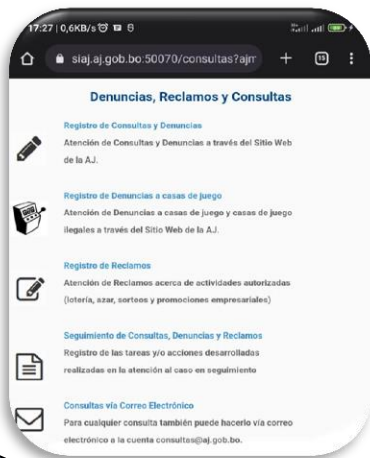 17:27 | 0,6KB/s
siaj.aj.gob.bo:50070/consultas?ajm
Denuncias, Reclamos y Consultas
Registro de Consultas y Denuncias
Atención de Consultas y Denuncias a través del Sitio Web
de la AJ.
Registro de Denuncias a casas de juego
Atención de Denuncias a casas de juego y casas de juego
ilegales a través del Sitio Web de la AJ.
Registro de Reclamos
Atención de Reclamos acerca de actividades autorizadas
(lotería, azar, sorteos y promociones empresariales)
Seguimiento de Consultas, Denuncias y Reclamos
Registro de las tareas y/o acciones desarrolladas
realizadas en la atención al caso en seguimiento
Consultas vía Correo Electrónico
Para cualquier consulta también puede hacerlo vía correo
electrónico a la cuenta consultas@aj.gob.bo.